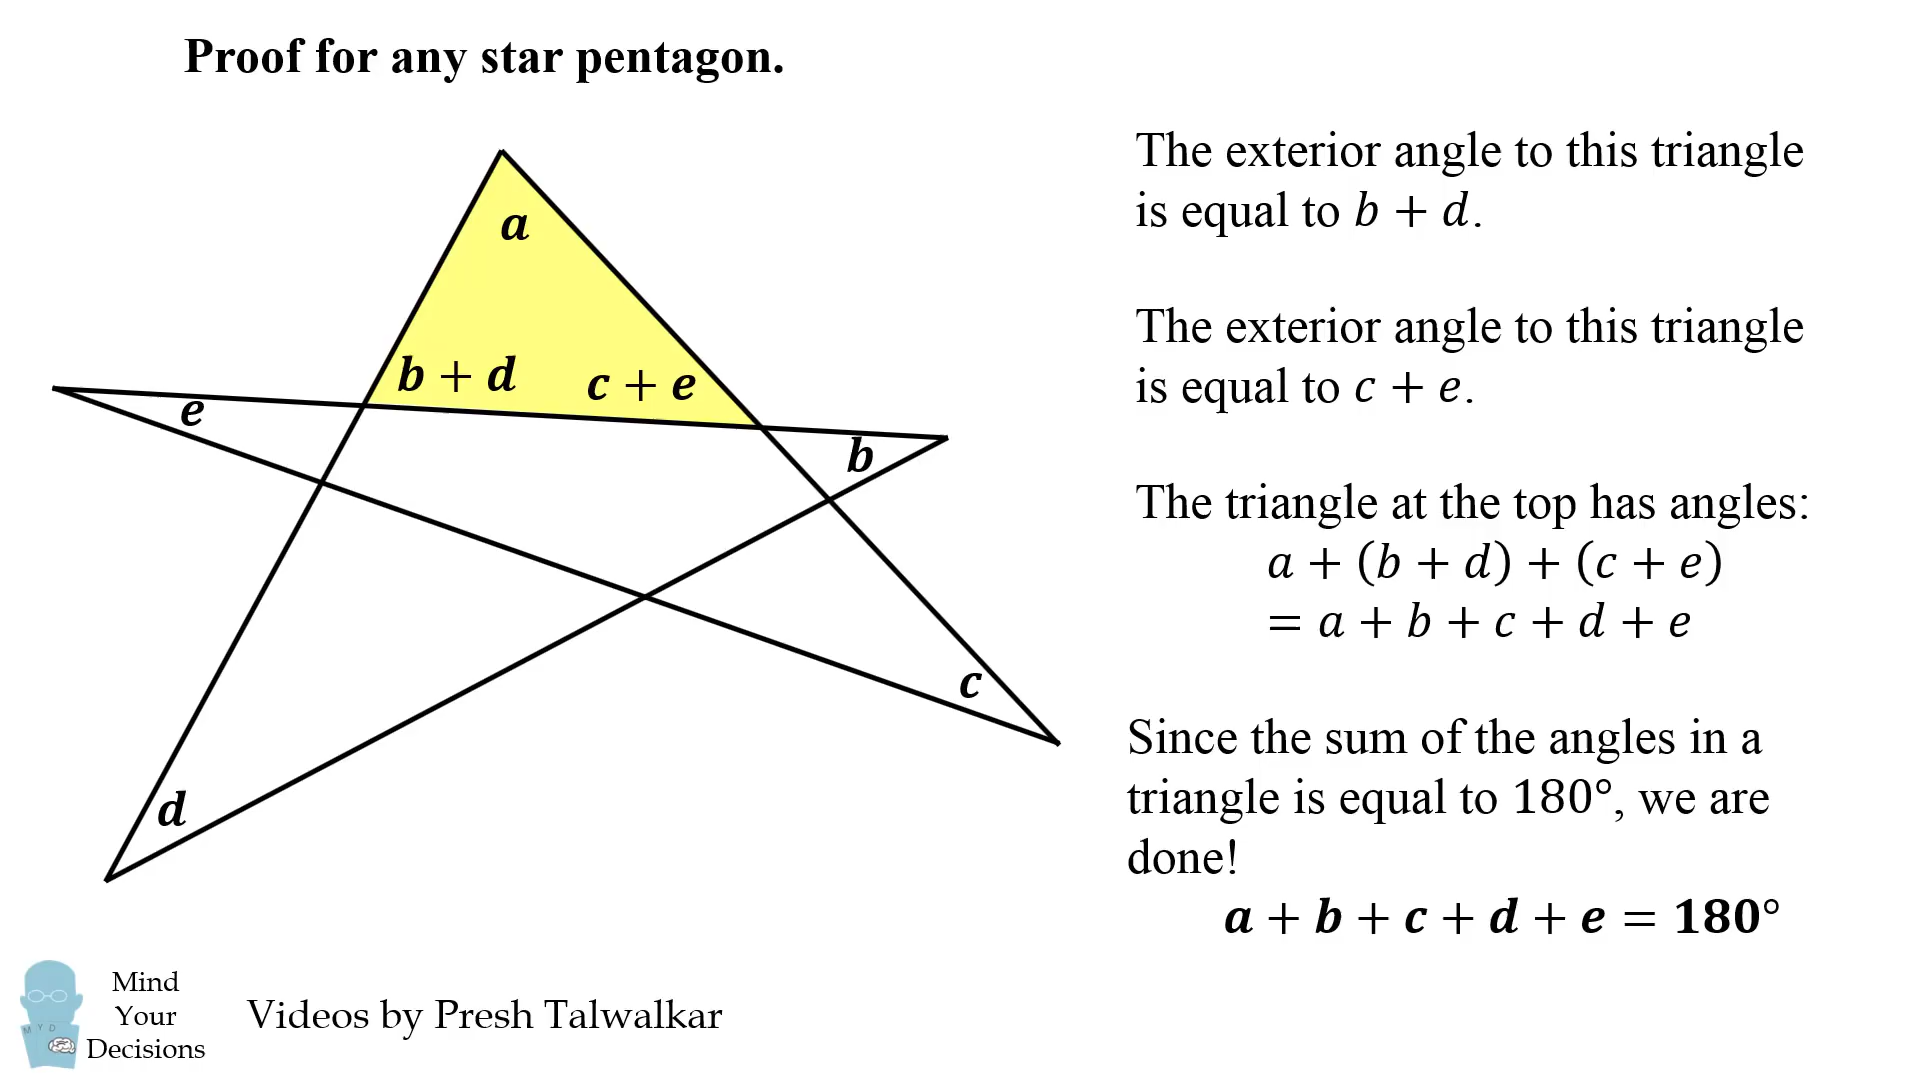 Proof for any star pentagon.
The exterior angle to this triangle
is equal to b + d.
The exterior angle to this triangle
is equal to c + e.
The triangle at the top has angles:
a + (b + d) + (c + e)
= a + b + c + d + e
Since the sum of the angles in a
triangle is equal to 180°, we are
done!
a + b + c + d + e = 180°
a
b + d
c + e
e
b
c
d
MYD
Mind
Your
Decisions
Videos by Presh Talwalkar